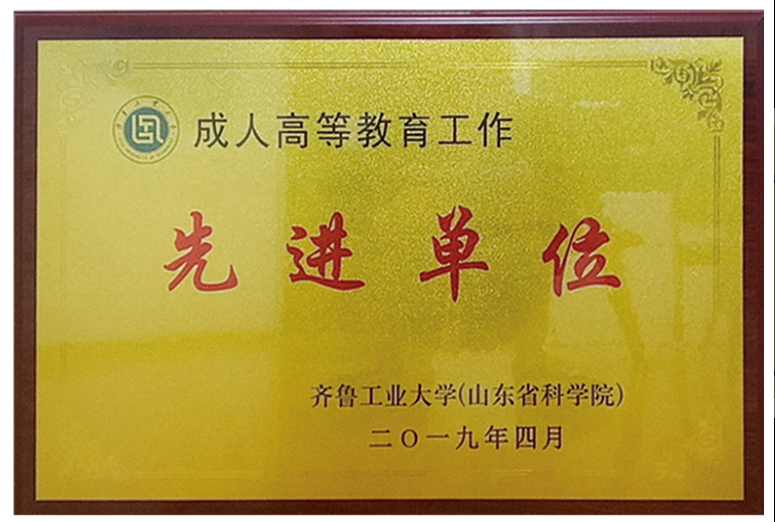 成人高等教育工作
先进单位
齐鲁工业大学(山东省科学院)
二〇一九年四月